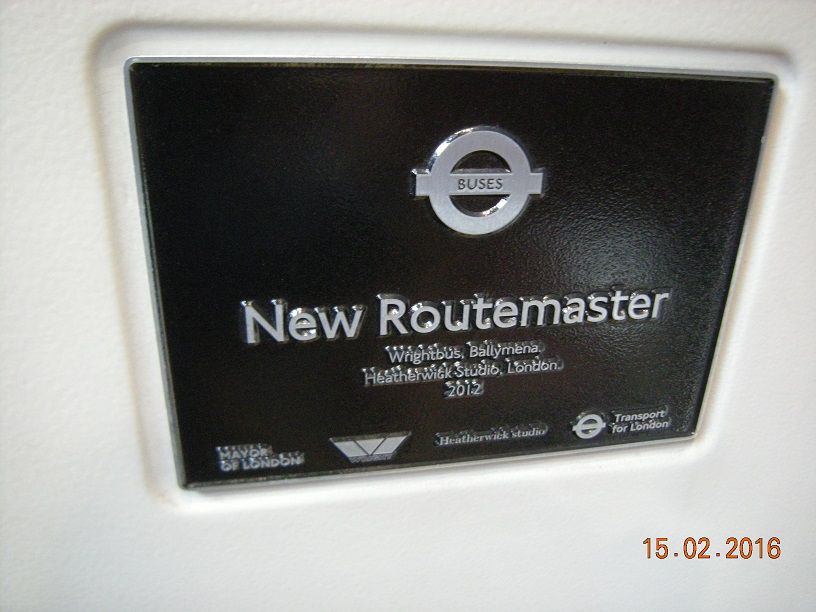 BUSES
New Routemaster
Wrightbus, Ballymena.
Heatherwick Studio, London.
2012
MAYOR
OF LONDON
Heatherwick studio
Transport
for London
15.02.2016